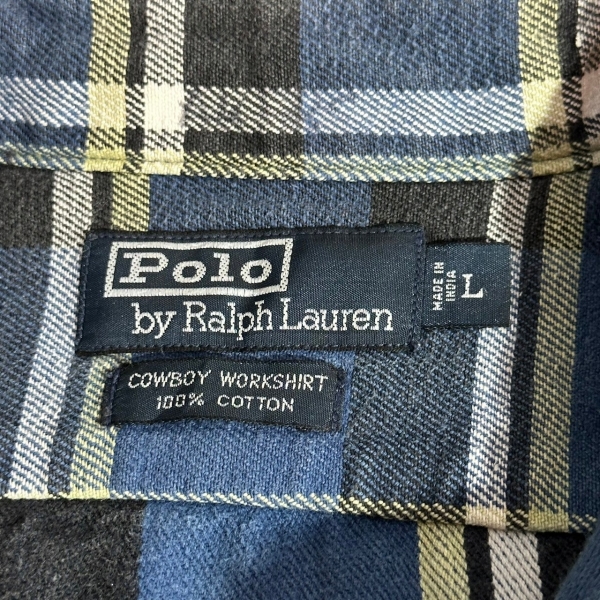 Polo
by Ralph Lauren
MADE IN
INDIA
L
COWBOY WORKSHIRT
100% COTTON